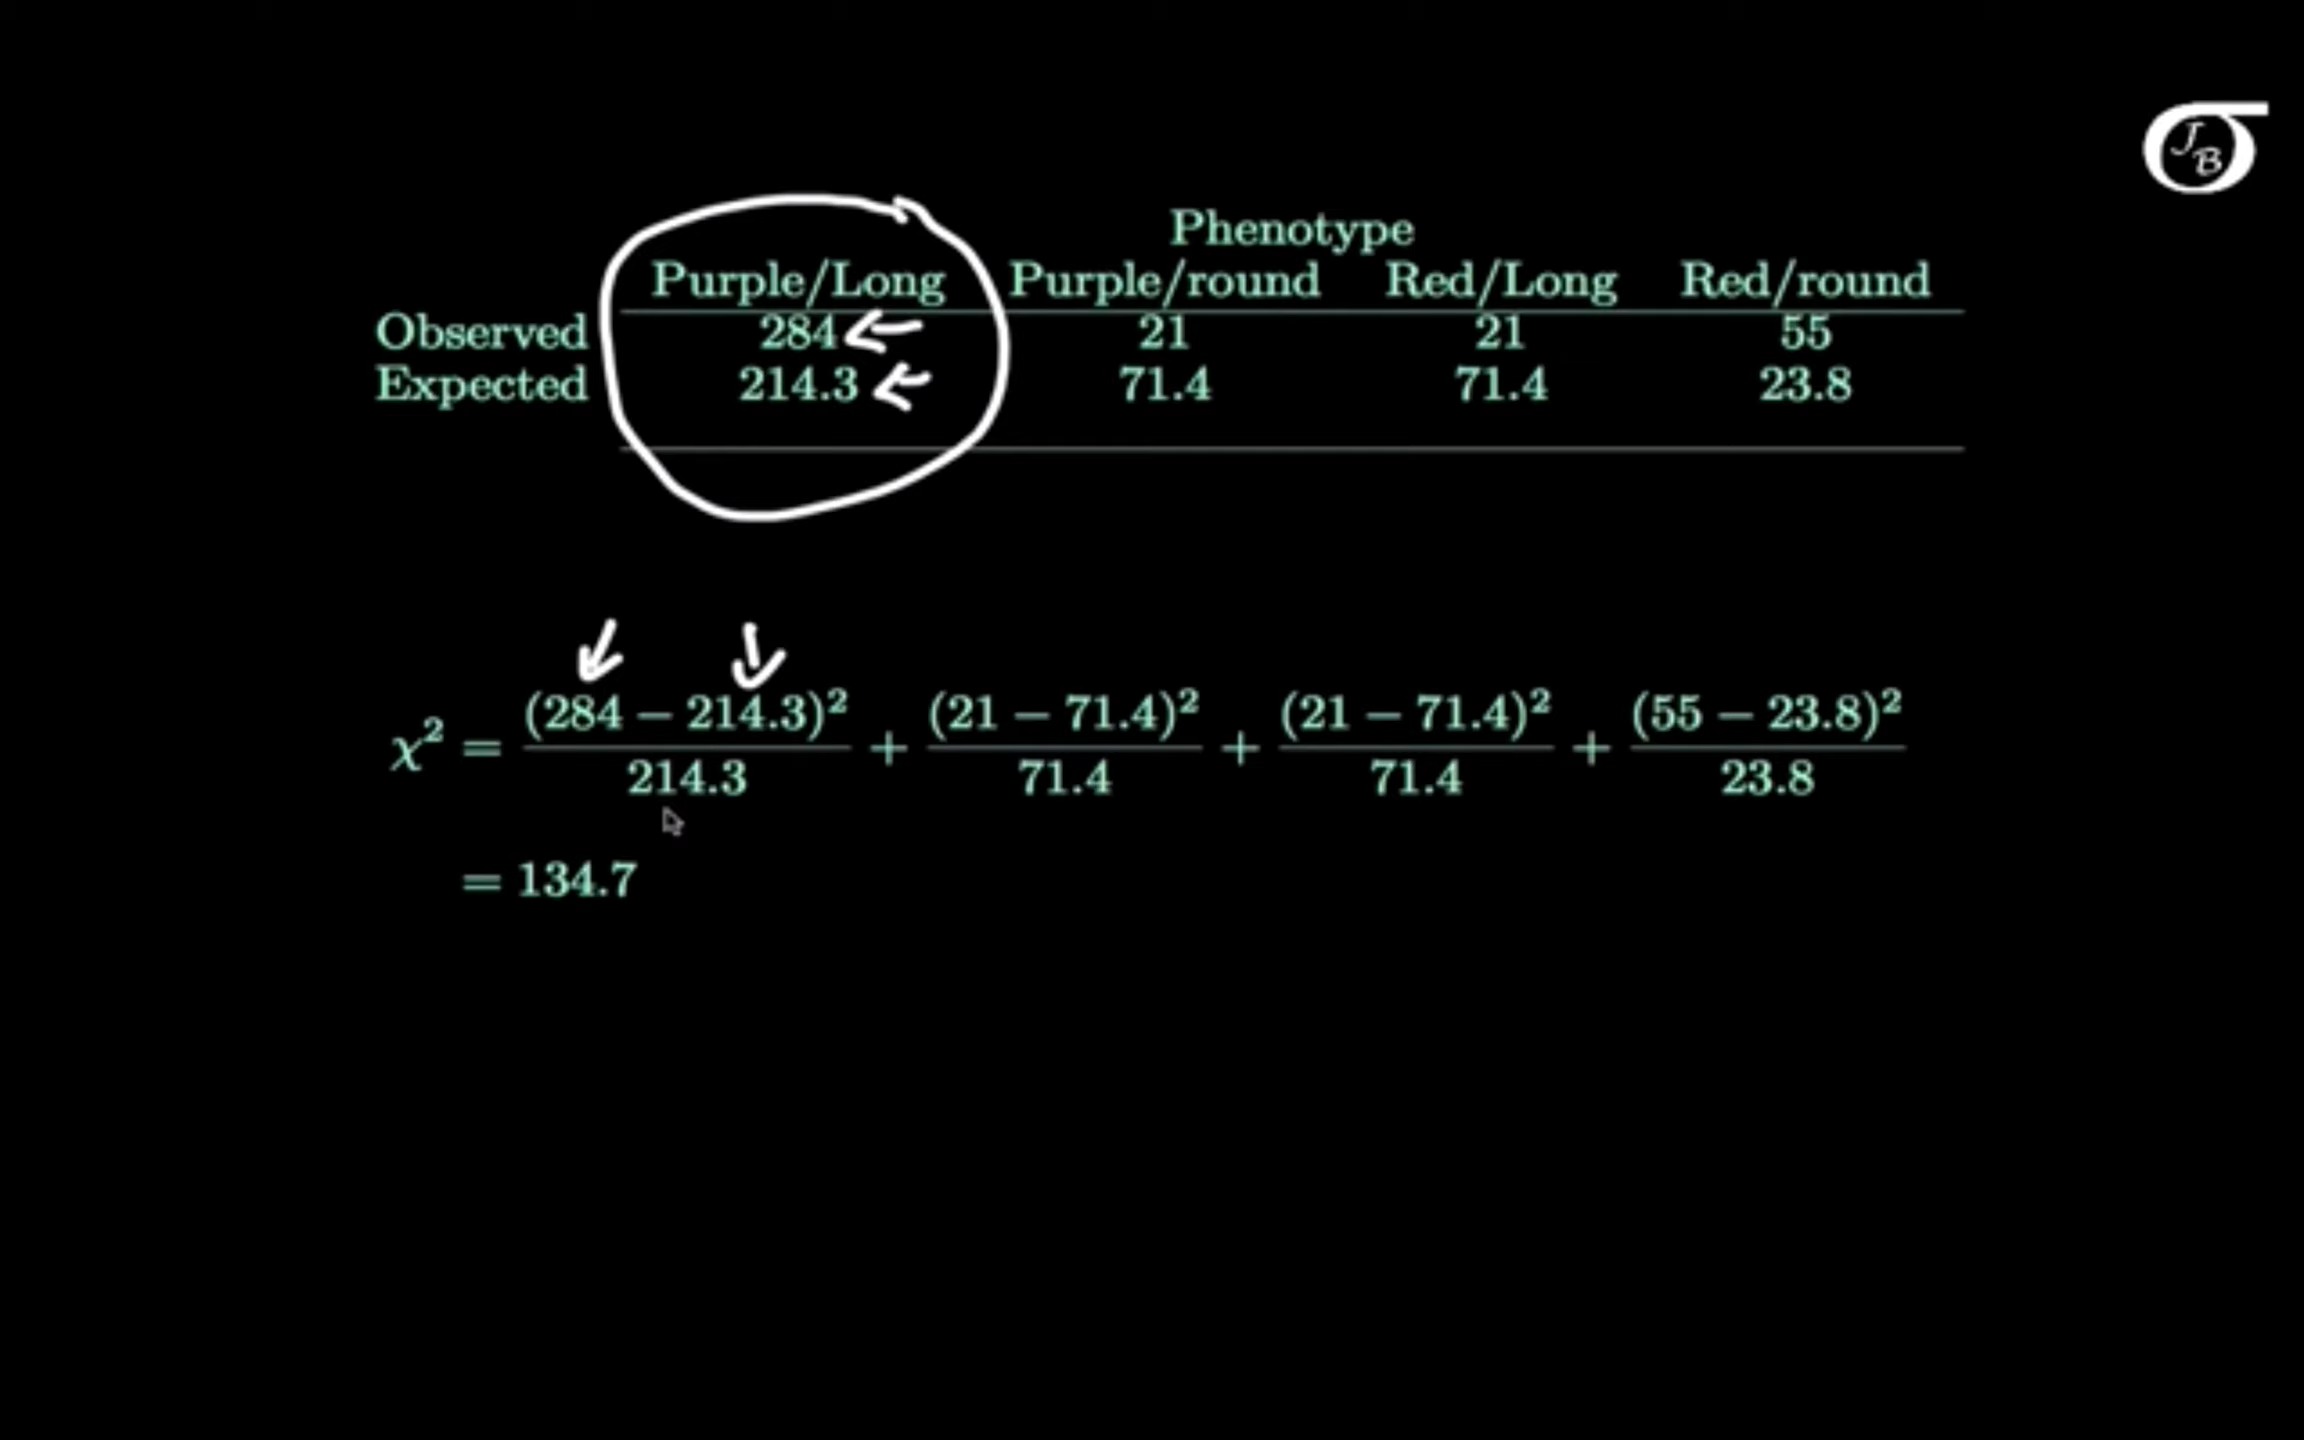 J
B
Phenotype
Purple/Long Purple/round Red/Long Red/round
Observed 284 21 21 55
Expected 214.3 71.4 71.4 23.8
χ² = (284 − 214.3)²/214.3 + (21 − 71.4)²/71.4 + (21 − 71.4)²/71.4 + (55 − 23.8)²/23.8
= 134.7